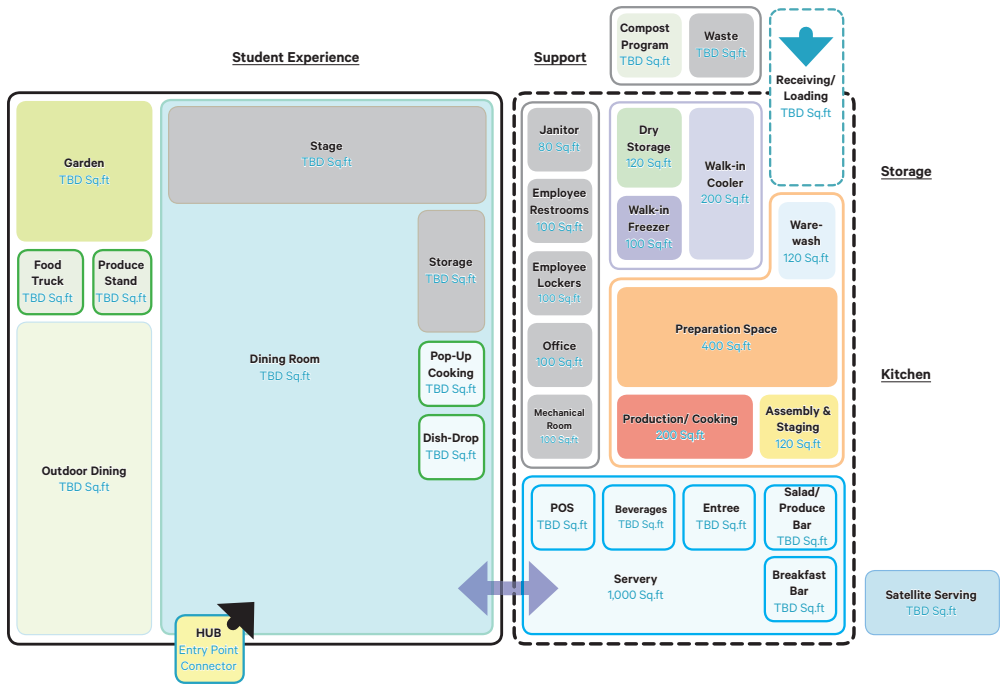 Student Experience
Support
Compost
Program
TBD Sq.ft
Waste
TBD Sq.ft
Receiving/
Loading
TBD Sq.ft
Garden
TBD Sq.ft
Food
Truck
TBD Sq.ft
Produce
Stand
TBD Sq.ft
Outdoor Dining
TBD Sq.ft
Stage
TBD Sq.ft
Storage
TBD Sq.ft
Dining Room
TBD Sq.ft
Pop-Up
Cooking
TBD Sq.ft
Dish-Drop
TBD Sq.ft
HUB
Entry Point
Connector
Janitor
80 Sq.ft
Employee
Restrooms
100 Sq.ft
Employee
Lockers
100 Sq.ft
Office
100 Sq.ft
Mechanical
Room
100 Sq.ft
Dry
Storage
120 Sq.ft
Walk-in
Freezer
100 Sq.ft
Walk-in
Cooler
200 Sq.ft
Storage
Ware-
wash
120 Sq.ft
Preparation Space
400 Sq.ft
Kitchen
Production/ Cooking
200 Sq.ft
Assembly &
Staging
120 Sq.ft
POS
TBD Sq.ft
Beverages
TBD Sq.ft
Entree
TBD Sq.ft
Salad/
Produce
Bar
TBD Sq.ft
Servery
1,000 Sq.ft
Breakfast
Bar
TBD Sq.ft
Satellite Serving
TBD Sq.ft